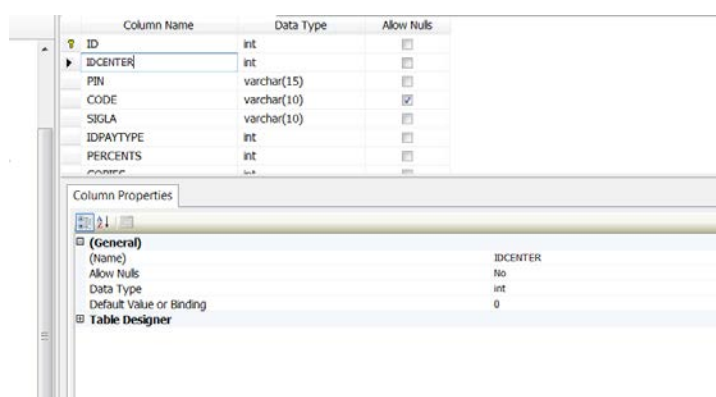 Column Name Data Type Allow Nulls
ID int
IDCENTER int
PIN varchar(15)
CODE varchar(10)
SIGLA varchar(10)
IDPAYTYPE int
PERCENTS int
Column Properties
(General)
(Name) IDCENTER
Allow Nulls No
Data Type int
Default Value or Binding 0
Table Designer